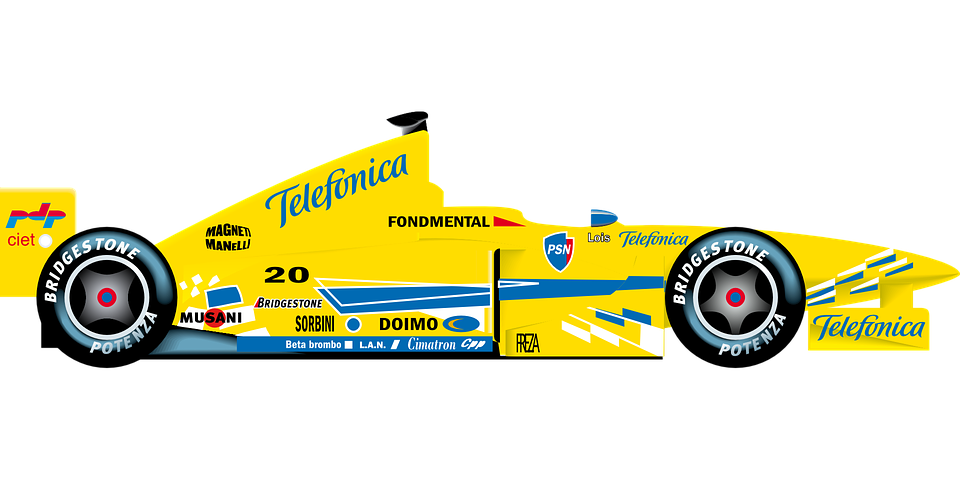 Telefonica
FONDMENTAL
pdp
ciet
MAGNETI
MANELLI
PSN
Lois
Telefonica
BRIDGESTONE
POTENZA
BRIDGESTONE
POTENZA
20
BRIDGESTONE
MUSANI
SORBINI
DOIMO
Telefonica
Beta brombo
L.A.N.
Cimatron
Cpp
FREZA